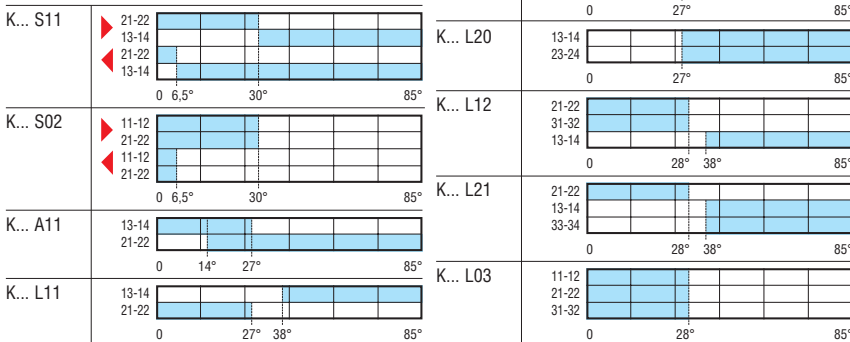 K... S11
21-22
13-14
21-22
13-14
0 6,5° 30° 85°
K... S02
11-12
21-22
11-12
21-22
0 6,5° 30° 85°
K... A11
13-14
21-22
0 14° 27° 85°
K... L11
13-14
21-22
0 27° 38° 85°
0 27° 85°
K... L20
13-14
23-24
0 27° 85°
K... L12
21-22
31-32
13-14
0 28° 38° 85°
K... L21
21-22
13-14
33-34
0 28° 38° 85°
K... L03
11-12
21-22
31-32
0 28° 85°